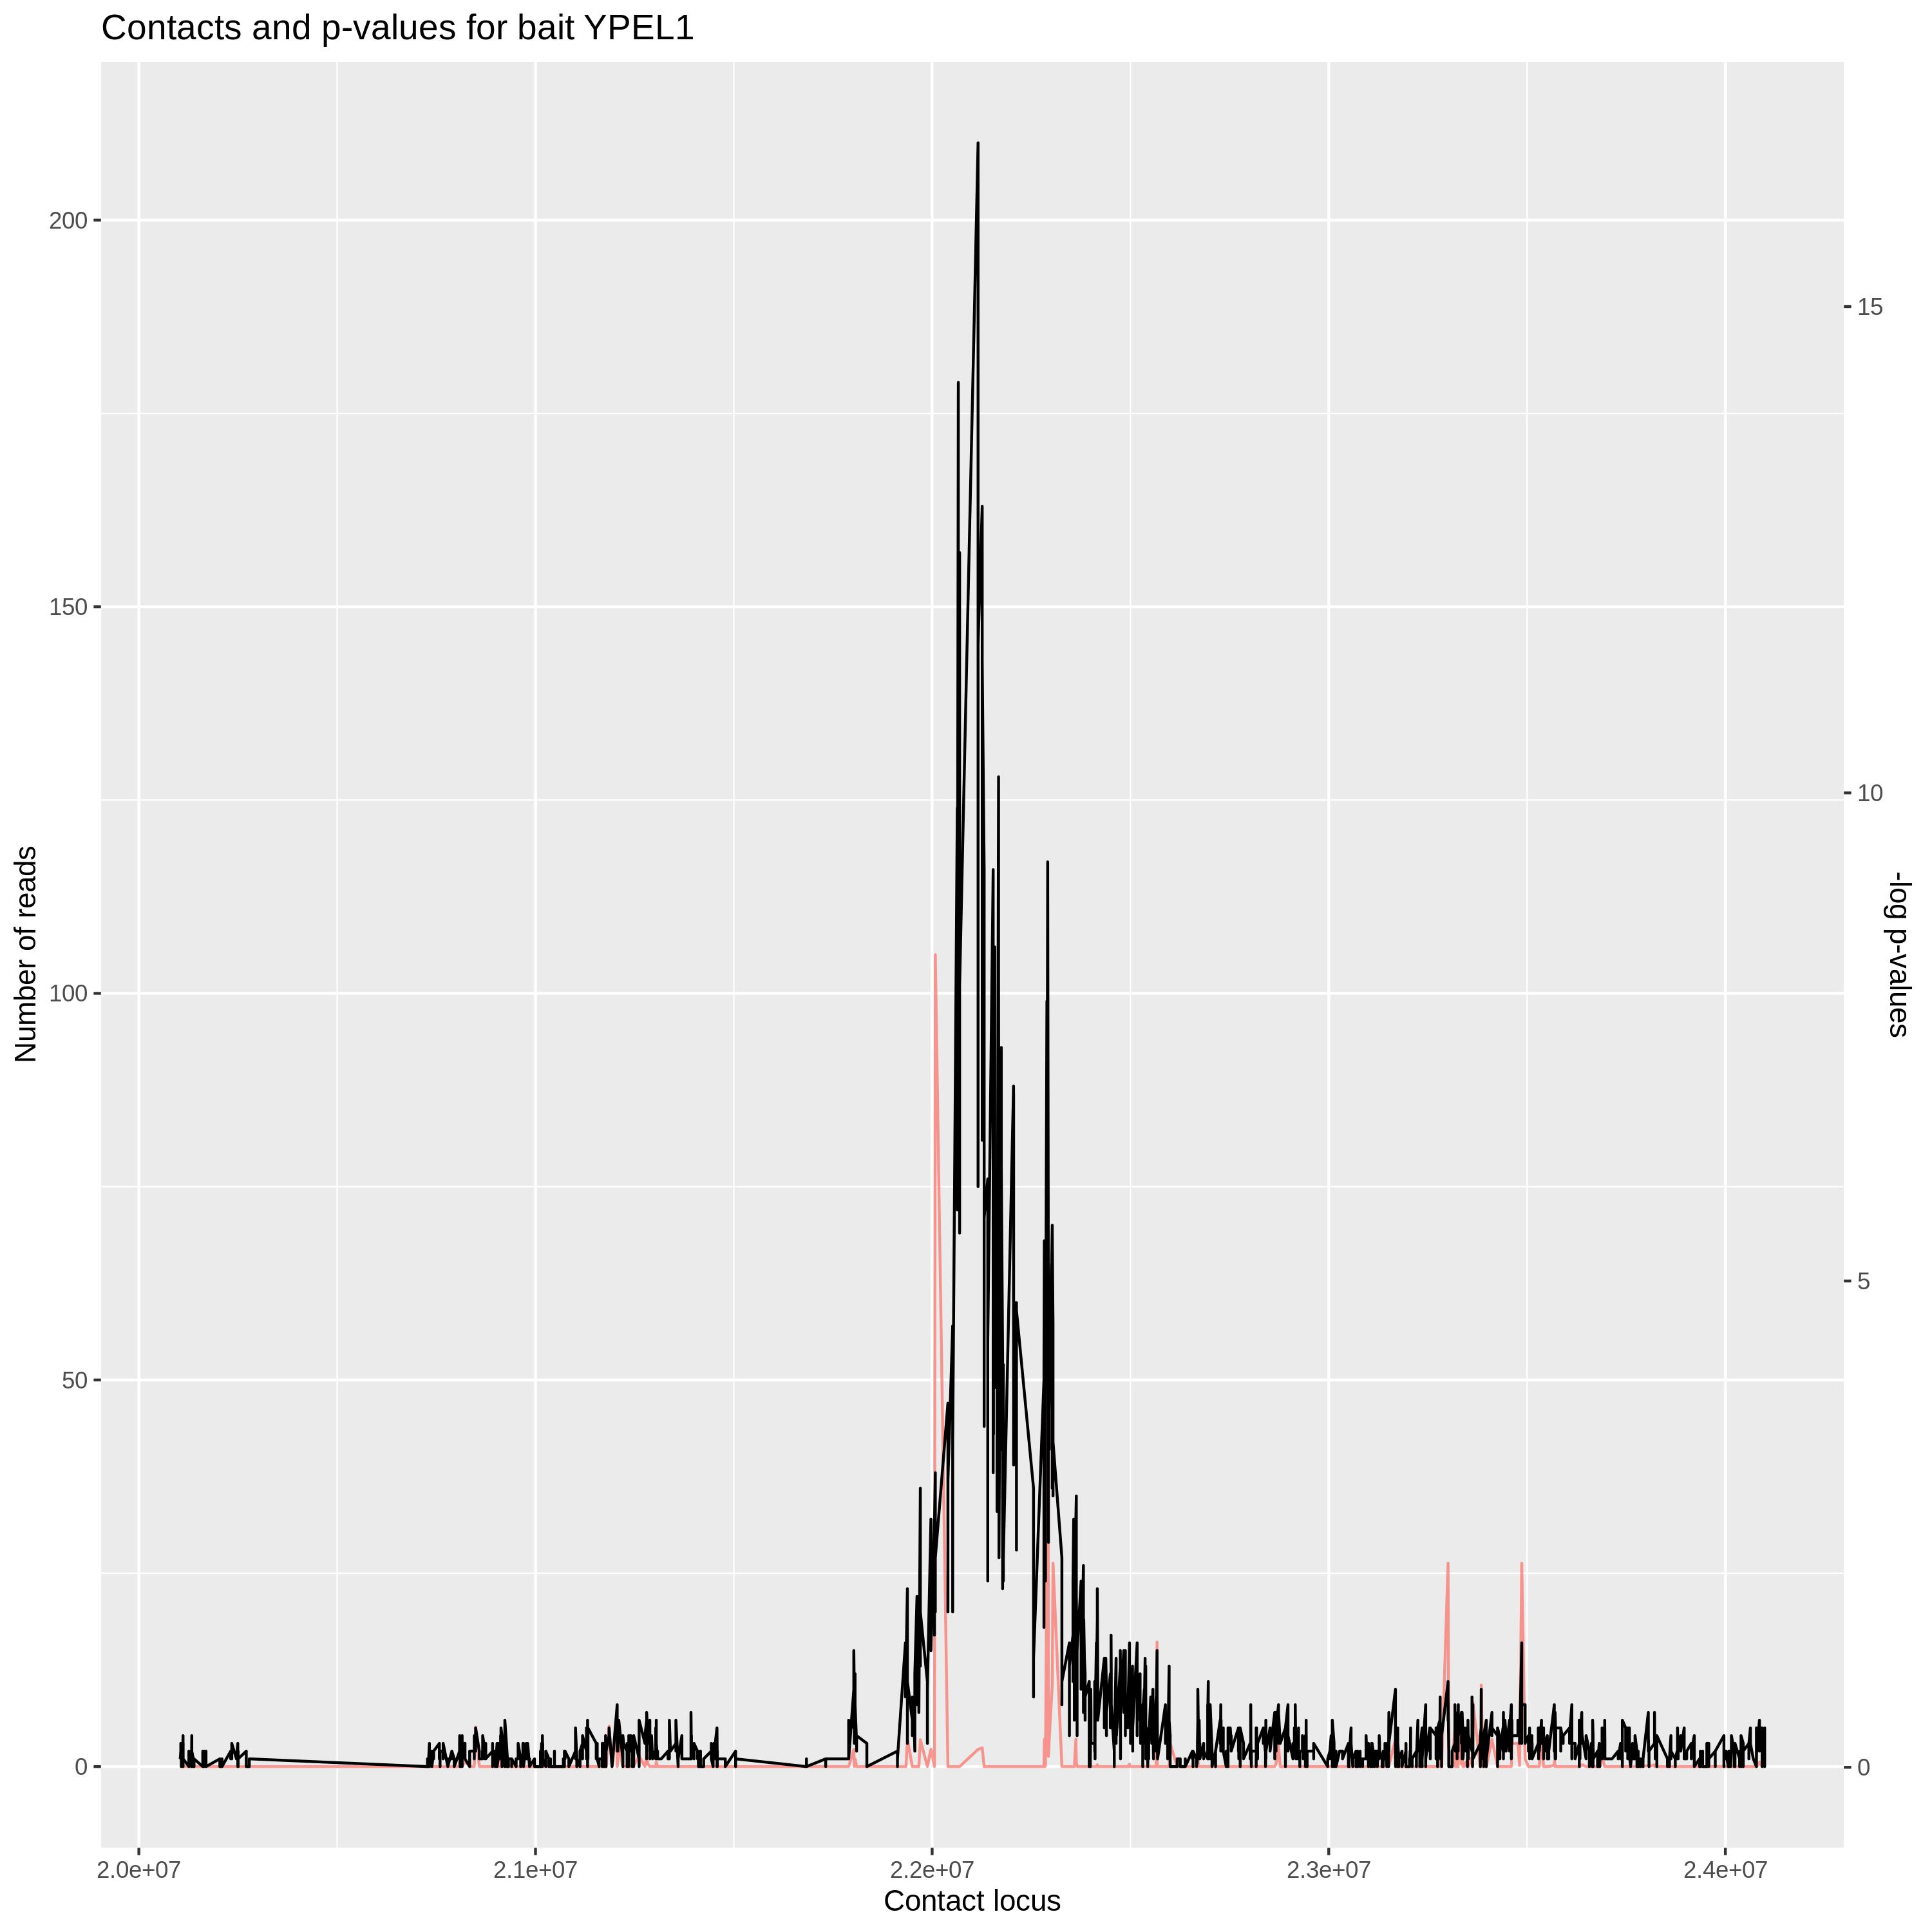 Contacts and p-values for bait YPEL1
200
150
100
50
0
15
10
5
0
Number of reads
-log p-values
2.0e+07
2.1e+07
2.2e+07
2.3e+07
2.4e+07
Contact locus